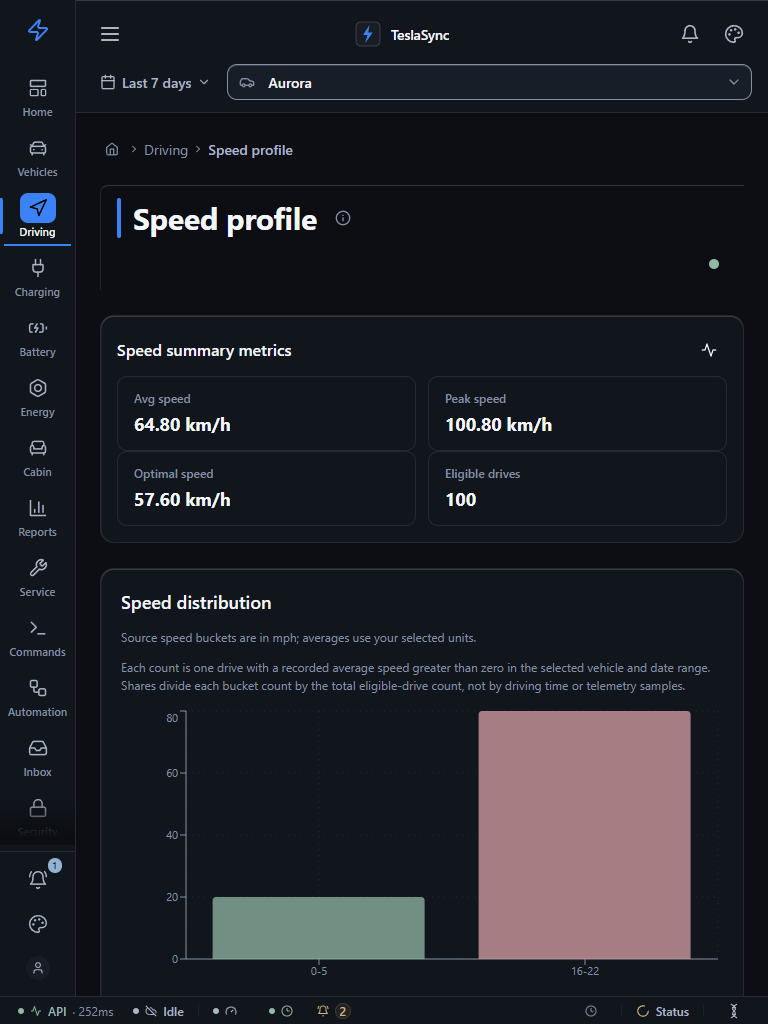 TeslaSync
Last 7 days
Aurora
Home
Vehicles
Driving
Charging
Battery
Energy
Cabin
Reports
Service
Commands
Automation
Inbox
Security
1
Driving > Speed profile
Speed profile
Speed summary metrics
Avg speed
64.80 km/h
Peak speed
100.80 km/h
Optimal speed
57.60 km/h
Eligible drives
100
Speed distribution
Source speed buckets are in mph; averages use your selected units.
Each count is one drive with a recorded average speed greater than zero in the selected vehicle and date range.
Shares divide each bucket count by the total eligible-drive count, not by driving time or telemetry samples.
80
60
40
20
0
0-5
16-22
API · 252ms
Idle
2
Status